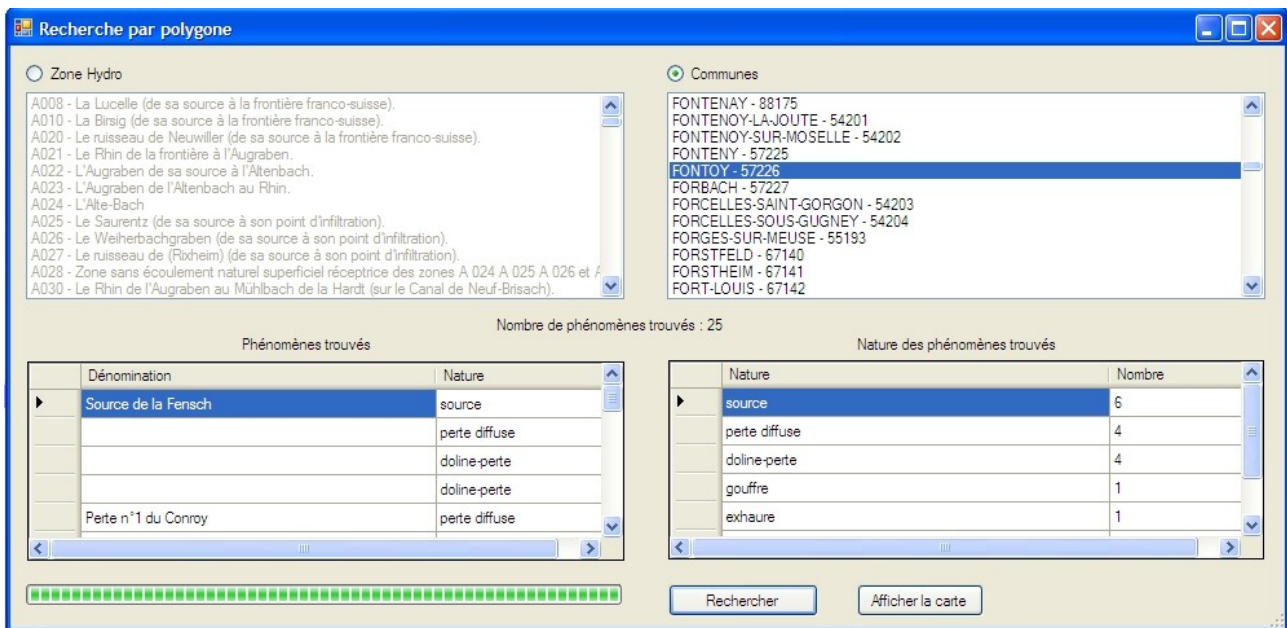 Recherche par polygone
Zone Hydro
A008 - La Lucelle (de sa source à la frontière franco-suisse).
A010 - La Birsig (de sa source à la frontière franco-suisse).
A020 - Le ruisseau de Neuwiller (de sa source à la frontière franco-suisse).
A021 - Le Rhin de la frontière à l'Augraben.
A022 - L'Augraben de sa source à l'Altenbach.
A023 - L'Augraben de l'Altenbach au Rhin.
A024 - L'Alte-Bach
A025 - Le Saurentz (de sa source à son point d'infiltration).
A026 - Le Weiherbachgraben (de sa source à son point d'infiltration).
A027 - Le ruisseau de (Rixheim) (de sa source à son point d'infiltration).
A028 - Zone sans écoulement naturel superficiel réceptrice des zones A 024 A 025 A 026 et A
A030 - Le Rhin de l'Augraben au Mühlbach de la Hardt (sur le Canal de Neuf-Brisach).
Communes
FONTENAY - 88175
FONTENOY-LA-JOUTE - 54201
FONTENOY-SUR-MOSELLE - 54202
FONTENY - 57225
FONTOY - 57226
FORBACH - 57227
FORCELLES-SAINT-GORGON - 54203
FORCELLES-SOUS-GUGNEY - 54204
FORGES-SUR-MEUSE - 55193
FORSTFELD - 67140
FORSTHEIM - 67141
FORT-LOUIS - 67142
Nombre de phénomènes trouvés : 25
Phénomènes trouvés
Dénomination Nature
Source de la Fensch source
perte diffuse
doline-perte
doline-perte
Perte n°1 du Conroy perte diffuse
Nature des phénomènes trouvés
Nature Nombre
source 6
perte diffuse 4
doline-perte 4
gouffre 1
exhaure 1
Rechercher
Afficher la carte